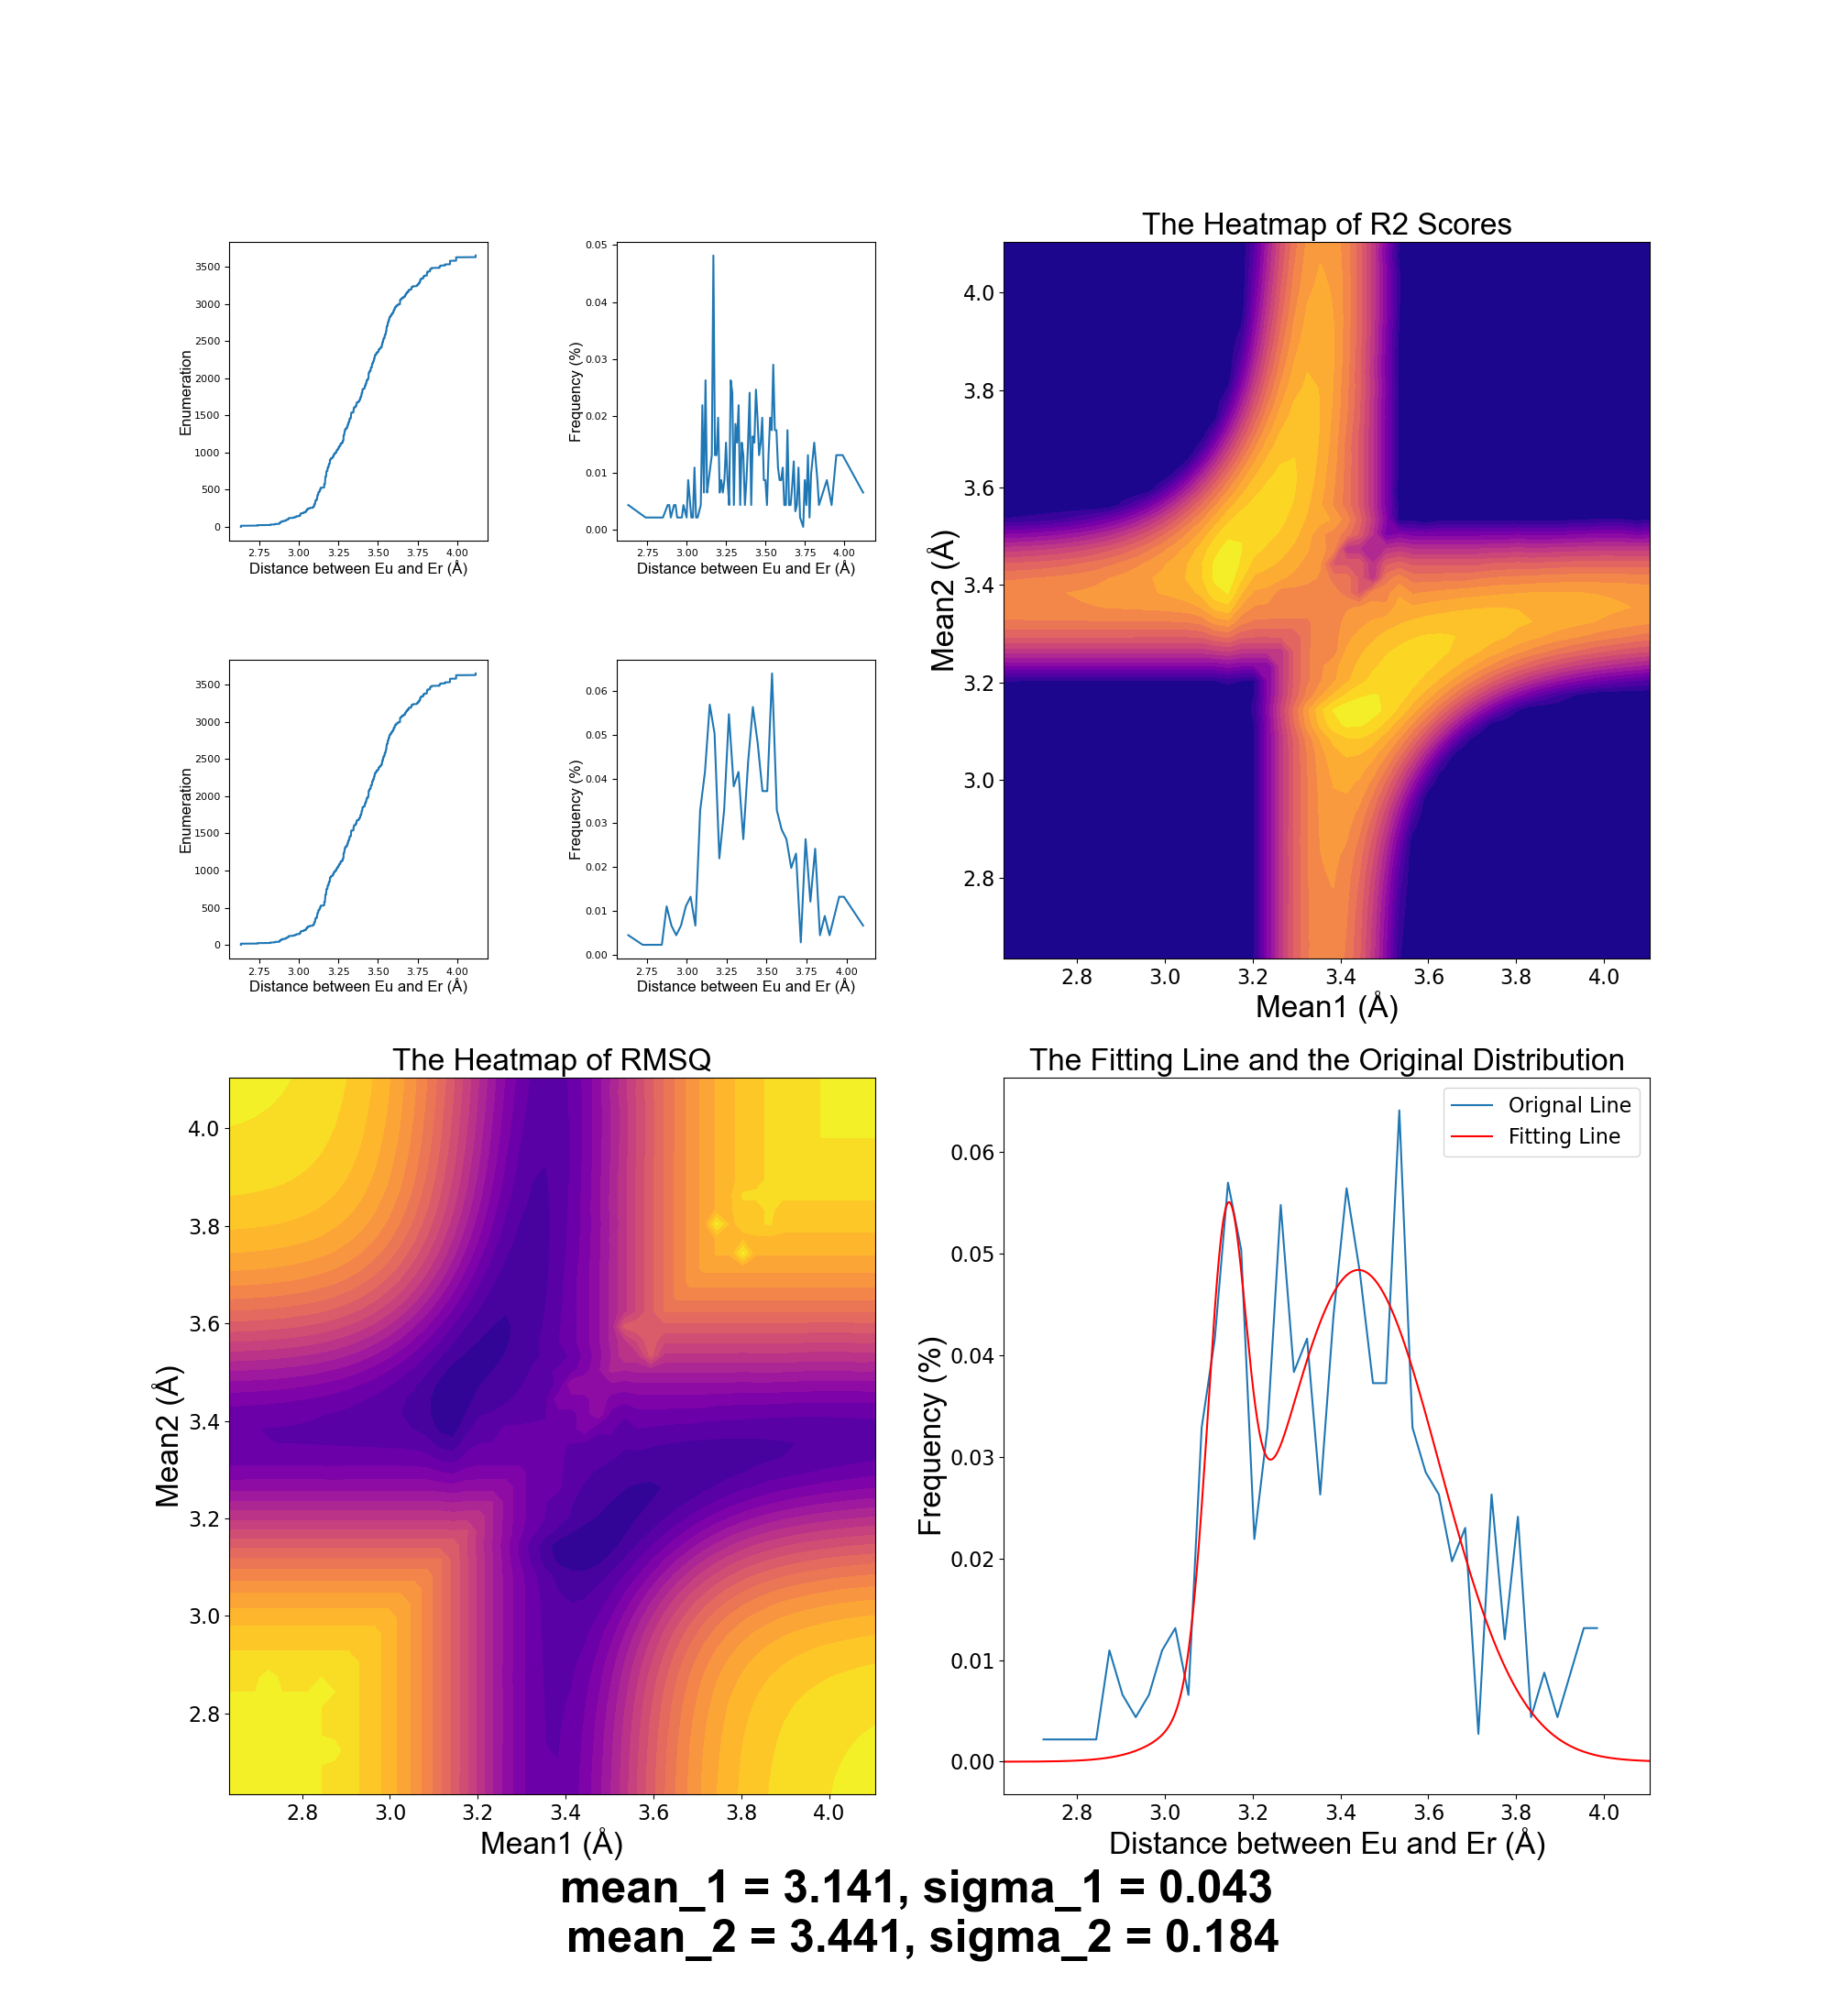 3500
3000
2500
2000
1500
1000
500
0
Enumeration
2.75 3.00 3.25 3.50 3.75 4.00
Distance between Eu and Er (Å)
0.05
0.04
0.03
0.02
0.01
0.00
Frequency (%)
2.75 3.00 3.25 3.50 3.75 4.00
Distance between Eu and Er (Å)
The Heatmap of R2 Scores
4.0
3.8
3.6
3.4
3.2
3.0
2.8
Mean2 (Å)
2.8 3.0 3.2 3.4 3.6 3.8 4.0
Mean1 (Å)
3500
3000
2500
2000
1500
1000
500
0
Enumeration
2.75 3.00 3.25 3.50 3.75 4.00
Distance between Eu and Er (Å)
0.06
0.05
0.04
0.03
0.02
0.01
0.00
Frequency (%)
2.75 3.00 3.25 3.50 3.75 4.00
Distance between Eu and Er (Å)
The Heatmap of RMSQ
4.0
3.8
3.6
3.4
3.2
3.0
2.8
Mean2 (Å)
2.8 3.0 3.2 3.4 3.6 3.8 4.0
Mean1 (Å)
The Fitting Line and the Original Distribution
Orignal Line
Fitting Line
0.06
0.05
0.04
0.03
0.02
0.01
0.00
Frequency (%)
2.8 3.0 3.2 3.4 3.6 3.8 4.0
Distance between Eu and Er (Å)
mean_1 = 3.141, sigma_1 = 0.043
mean_2 = 3.441, sigma_2 = 0.184